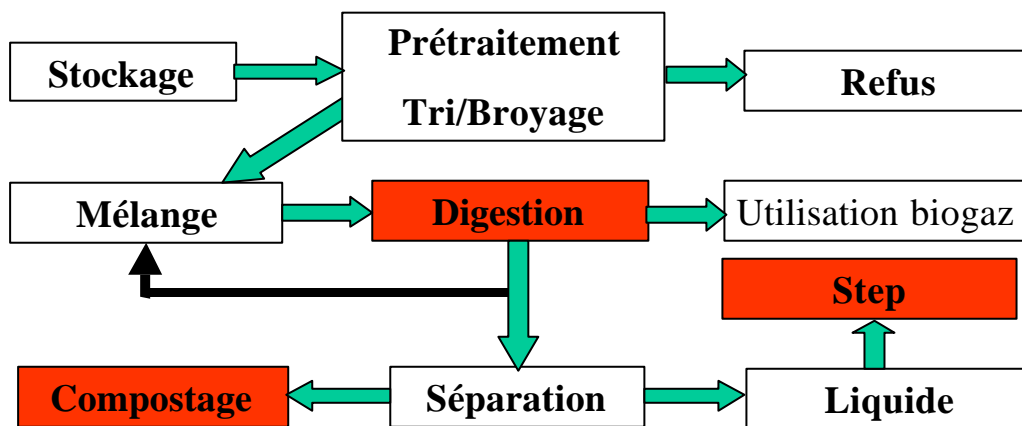 Stockage
Prétraitement
Tri/Broyage
Refus
Mélange
Digestion
Utilisation biogaz
Step
Compostage
Séparation
Liquide